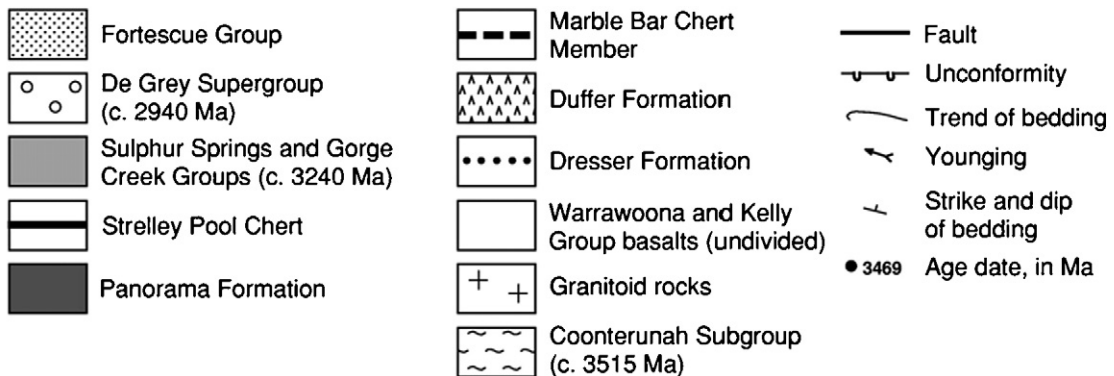 Fortescue Group
De Grey Supergroup
(c. 2940 Ma)
Sulphur Springs and Gorge
Creek Groups (c. 3240 Ma)
Strelley Pool Chert
Panorama Formation
Marble Bar Chert
Member
Duffer Formation
Dresser Formation
Warrawoona and Kelly
Group basalts (undivided)
Granitoid rocks
Coonterunah Subgroup
(c. 3515 Ma)
Fault
Unconformity
Trend of bedding
Younging
Strike and dip
of bedding
3469 Age date, in Ma